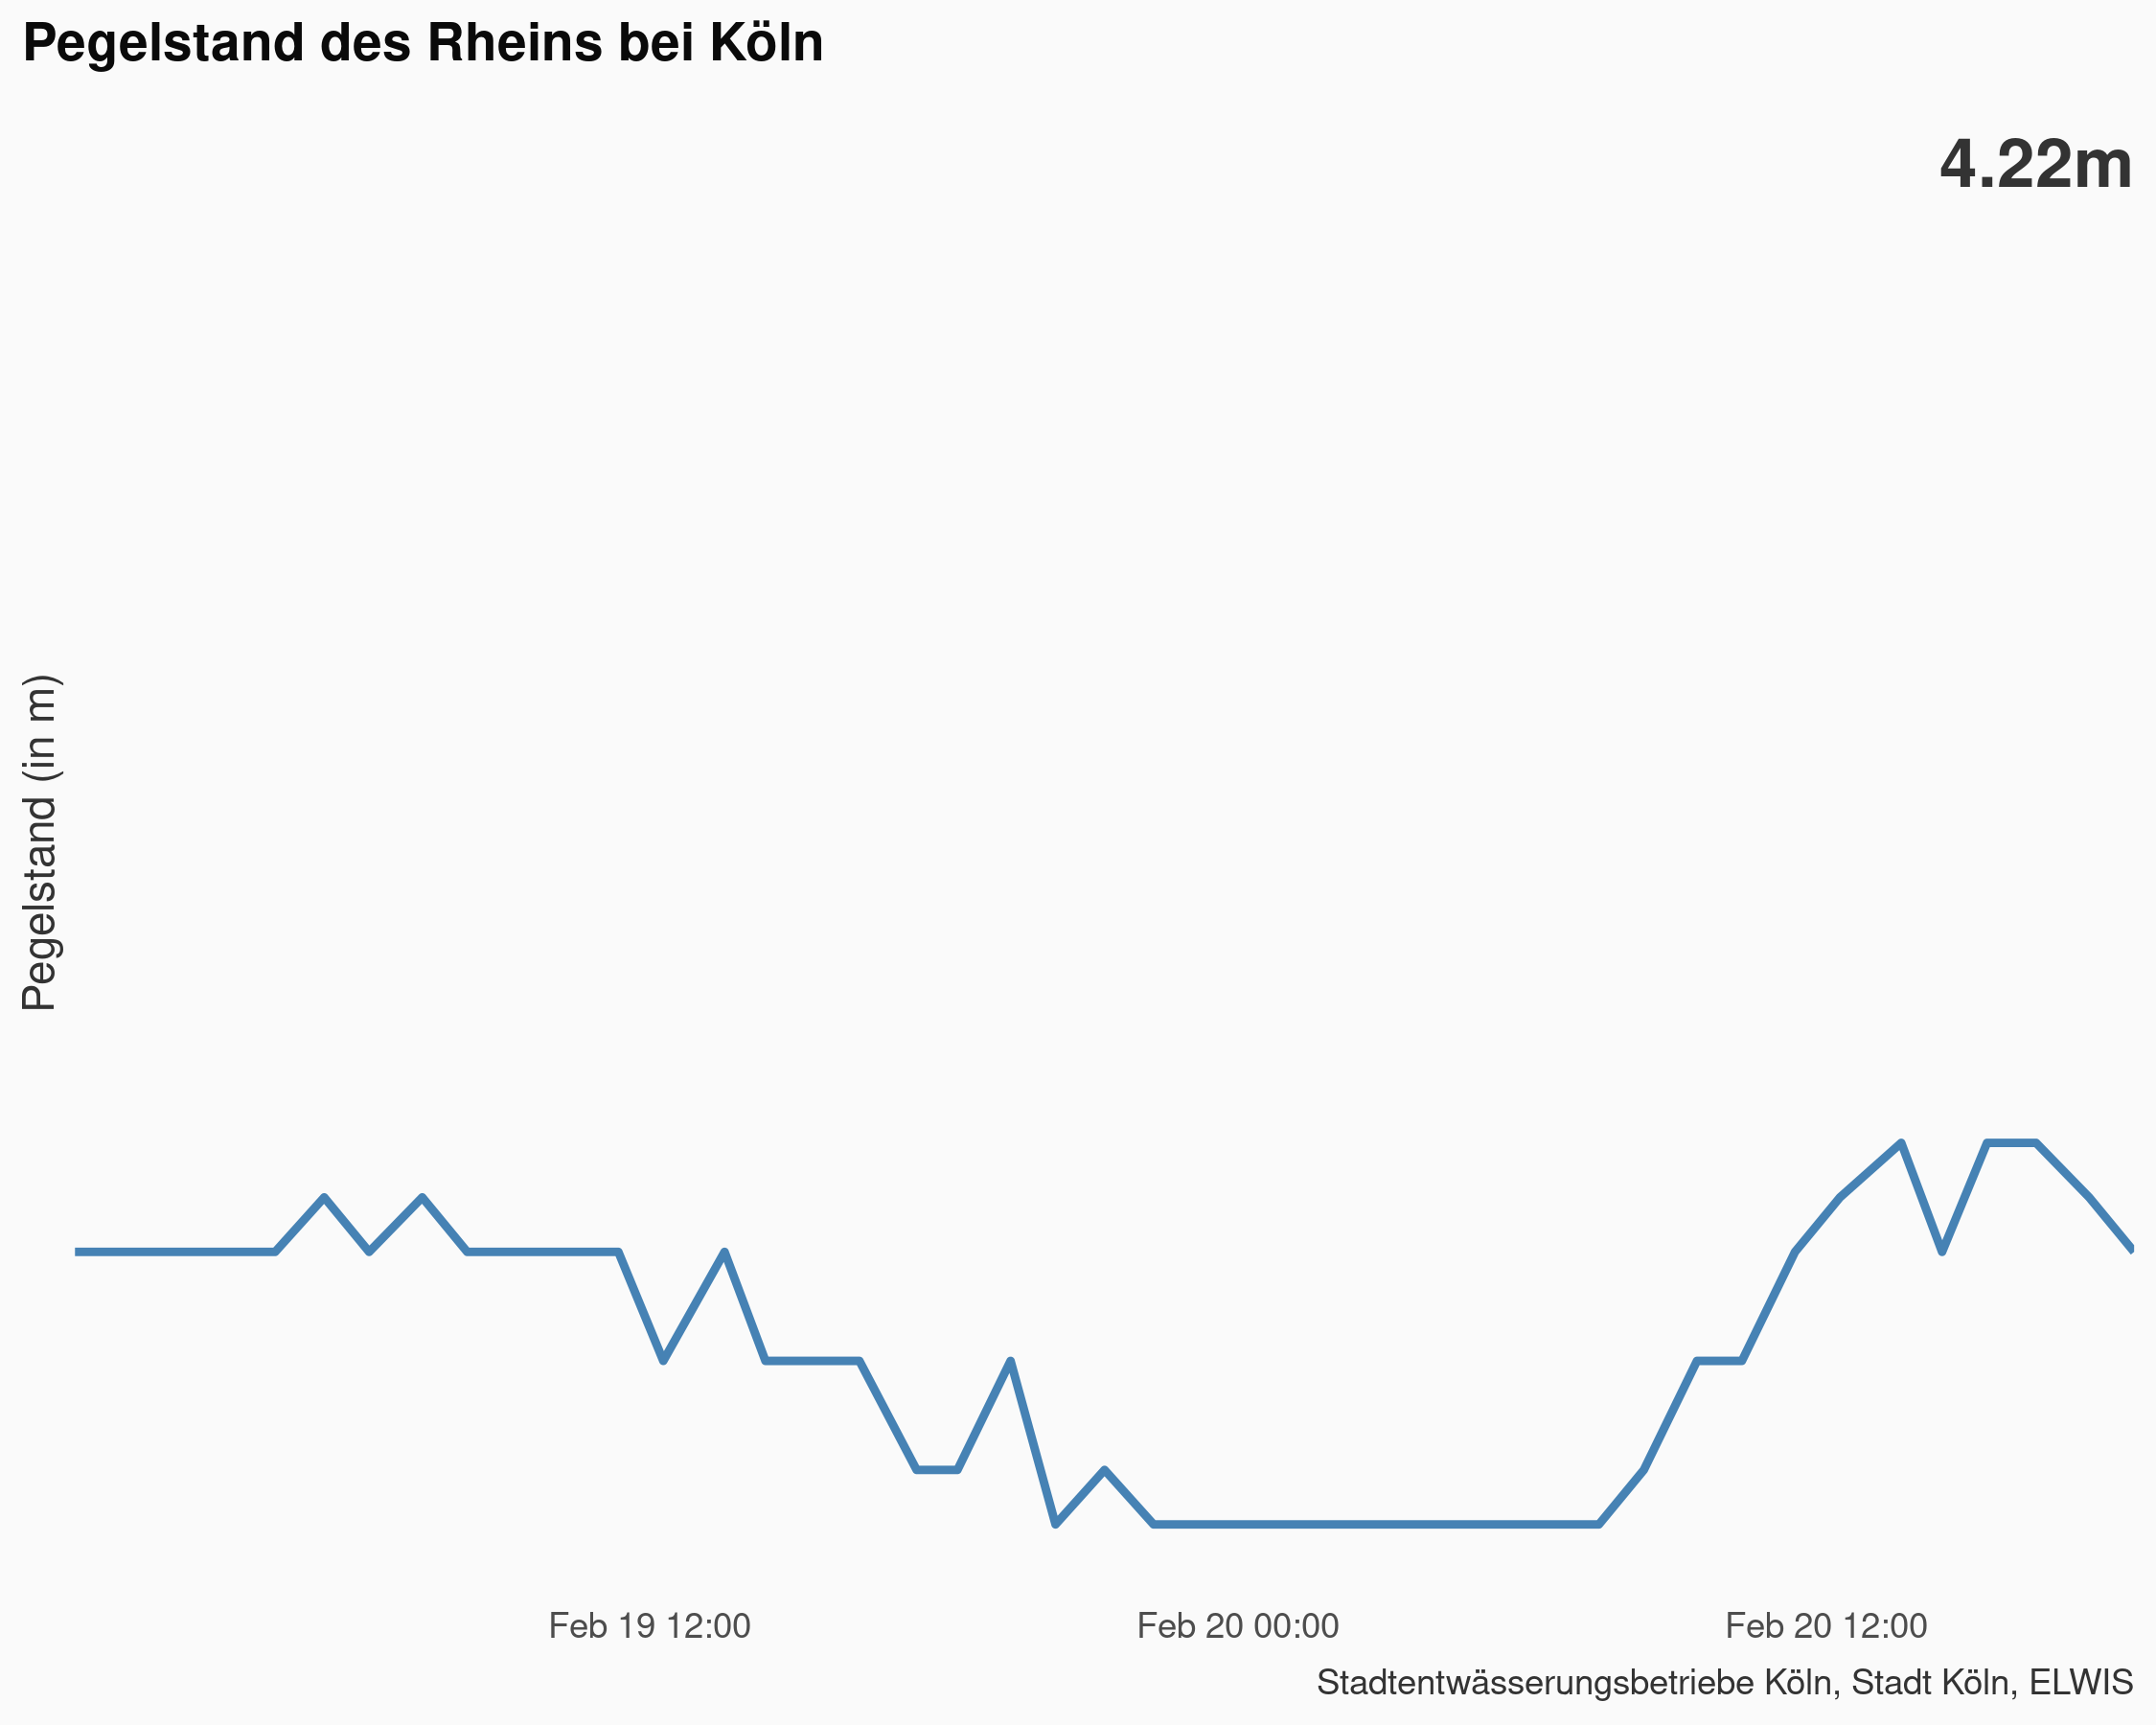 Pegelstand des Rheins bei Köln
4.22m
Pegelstand (in m)
Feb 19 12:00
Feb 20 00:00
Feb 20 12:00
Stadtentwässerungsbetriebe Köln, Stadt Köln, ELWIS